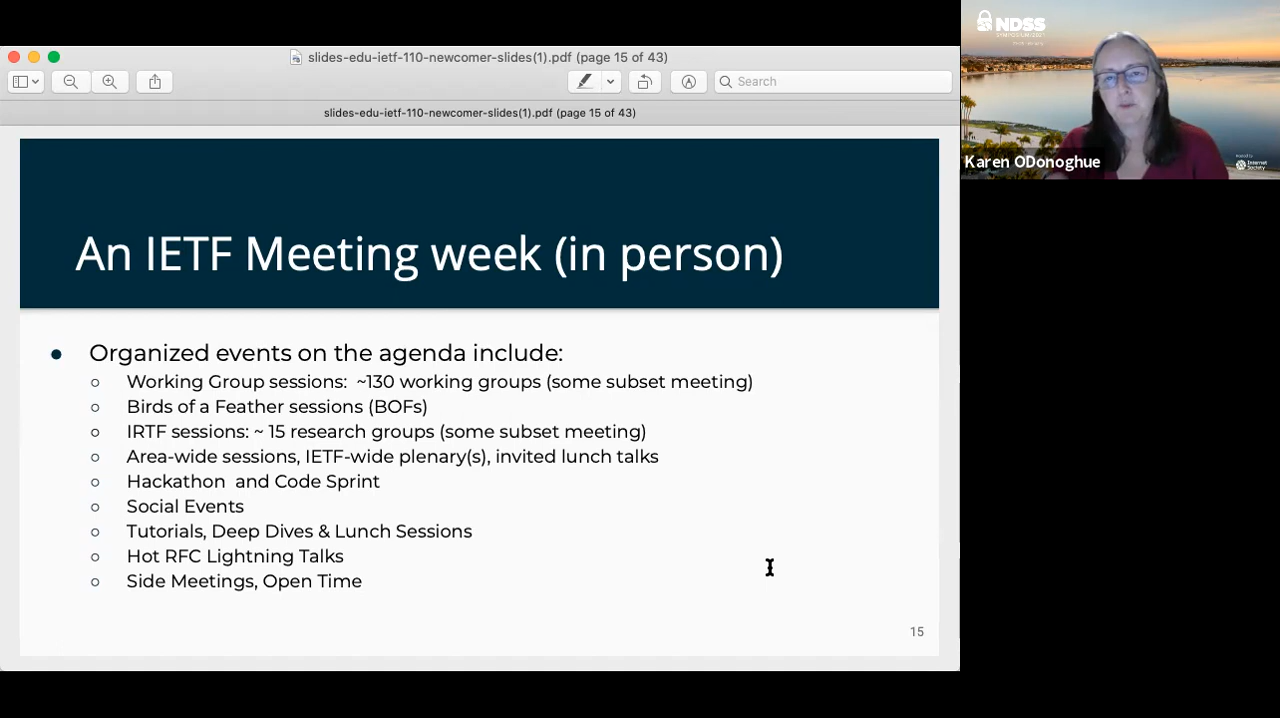 slides-edu-ietf-110-newcomer-slides(1).pdf (page 15 of 43)
Search
slides-edu-ietf-110-newcomer-slides(1).pdf (page 15 of 43)
An IETF Meeting week (in person)
Organized events on the agenda include:
Working Group sessions: ~130 working groups (some subset meeting)
Birds of a Feather sessions (BOFs)
IRTF sessions: ~ 15 research groups (some subset meeting)
Area-wide sessions, IETF-wide plenary(s), invited lunch talks
Hackathon and Code Sprint
Social Events
Tutorials, Deep Dives & Lunch Sessions
Hot RFC Lightning Talks
Side Meetings, Open Time
15
NDSS
Karen ODonoghue
Internet
Society